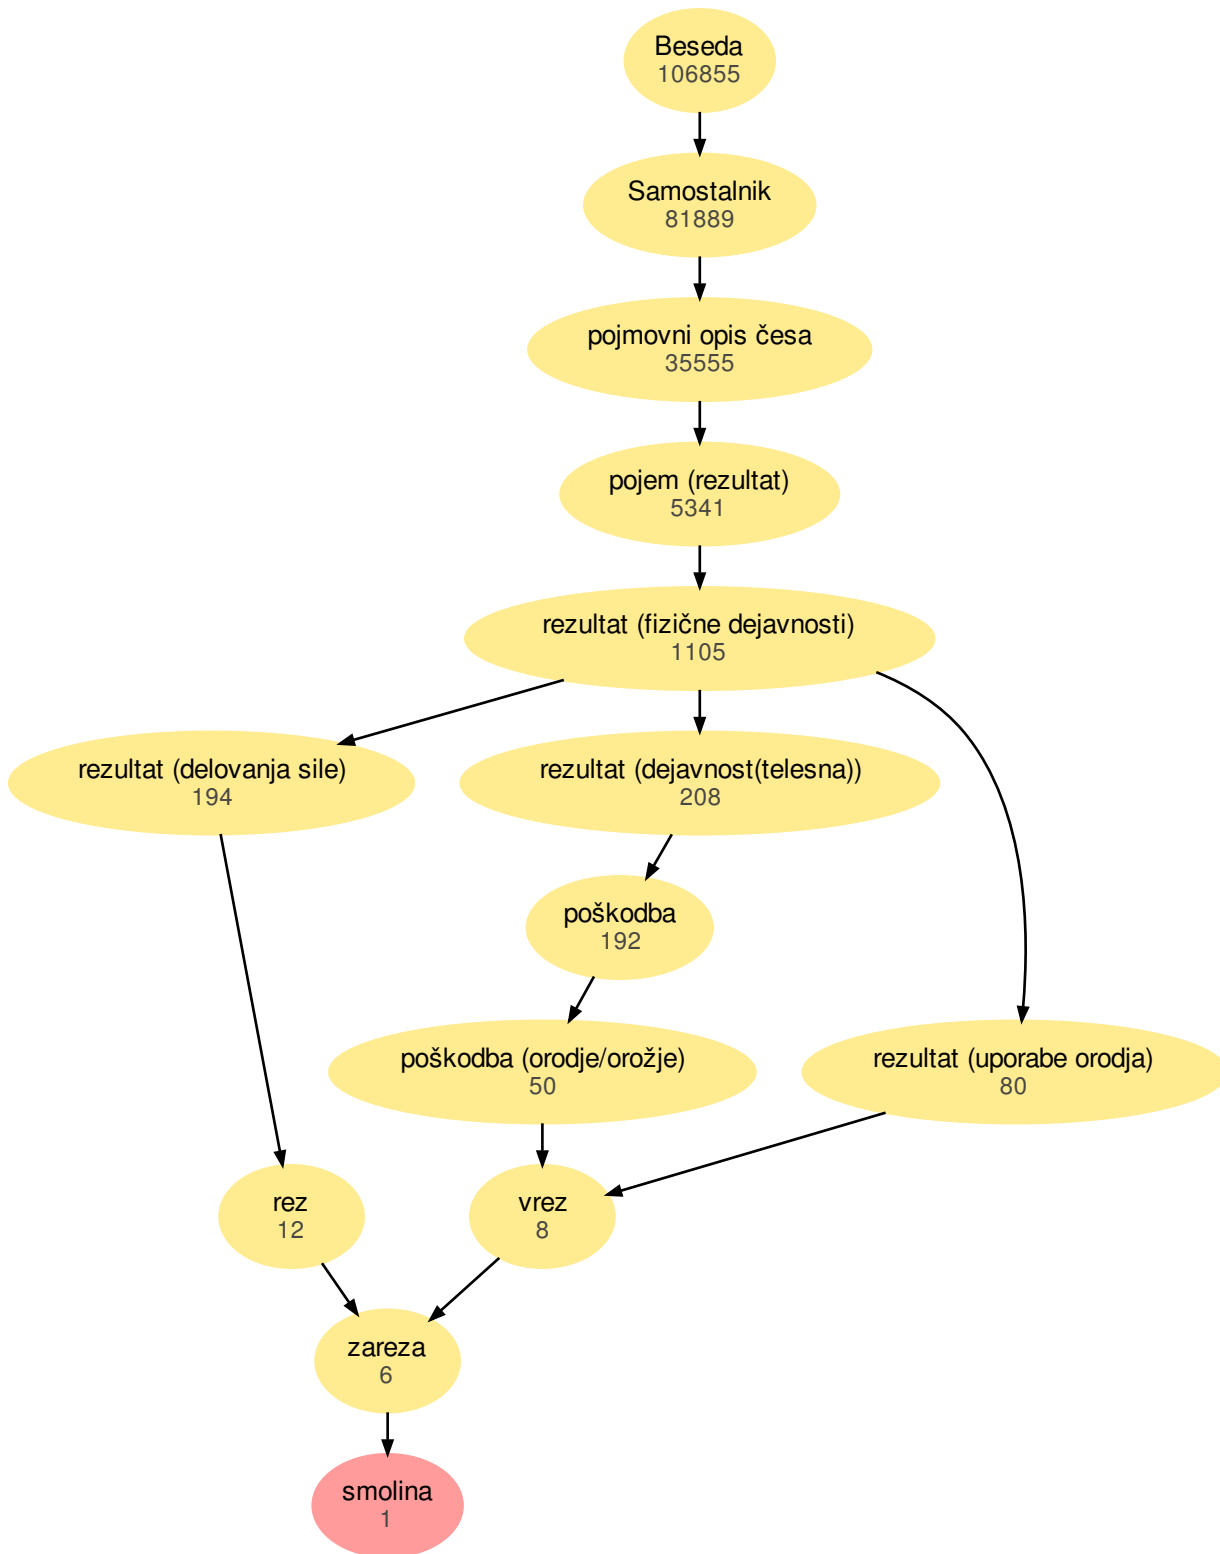 Beseda
106855
Samostalnik
81889
pojmovni opis česa
35555
pojem (rezultat)
5341
rezultat (fizične dejavnosti)
1105
rezultat (delovanja sile)
194
rezultat (dejavnost(telesna))
208
poškodba
192
poškodba (orodje/orožje)
50
rezultat (uporabe orodja)
80
rez
12
vrez
8
zareza
6
smolina
1